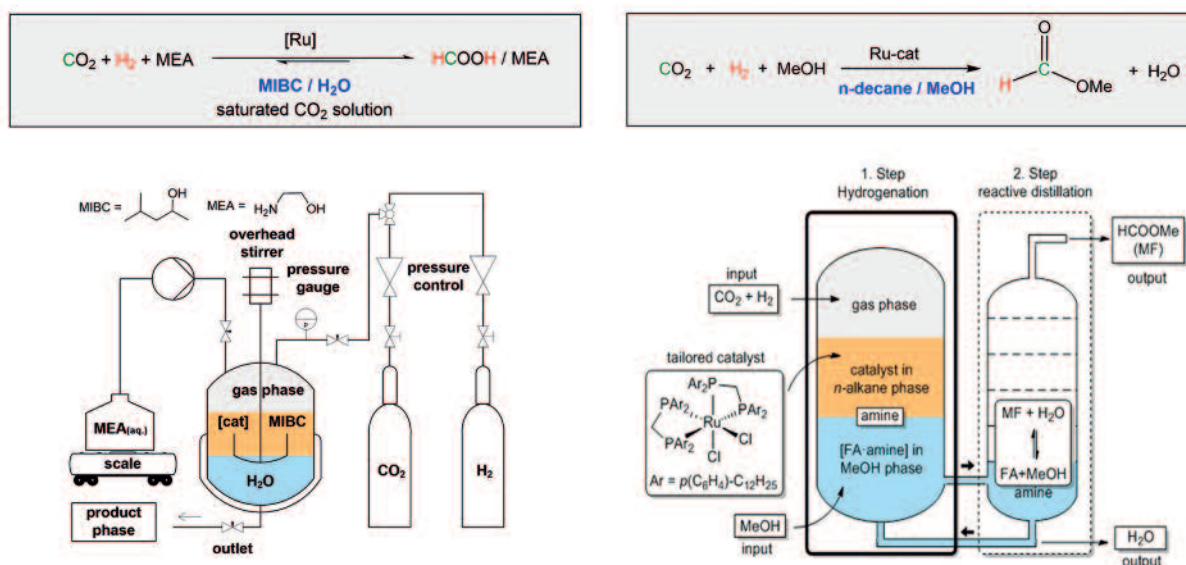 [Ru]
CO₂ + H₂ + MEA
HCOOH / MEA
MIBC / H₂O
saturated CO₂ solution
MIBC =
OH
MEA =
H₂N
OH
overhead
stirrer
pressure
gauge
pressure
control
P
gas phase
[cat] MIBC
H₂O
MEA(aq.)
scale
CO₂
H₂
product
phase
outlet
Ru-cat
CO₂ + H₂ + MeOH
n-decane / MeOH
O
H
OMe
+ H₂O
1. Step
Hydrogenation
2. Step
reactive distillation
HCOOMe
(MF)
output
input
CO₂ + H₂
gas phase
tailored catalyst
catalyst in
n-alkane phase
amine
Ar₂P
PAr₂
PAr₂
Ru
PAr₂
Cl
PAr₂
Cl
Ar = p(C₆H₄)-C₁₂H₂₅
[FA·amine] in
MeOH phase
MF + H₂O
FA+MeOH
amine
MeOH
input
H₂O
output